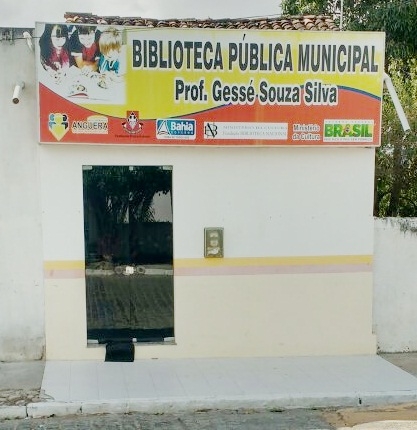 BIBLIOTECA PÚBLICA MUNICIPAL
Prof. Gessé Souza Silva
ANGUERA
Bahia
Ministério
da Cultura
BRASIL